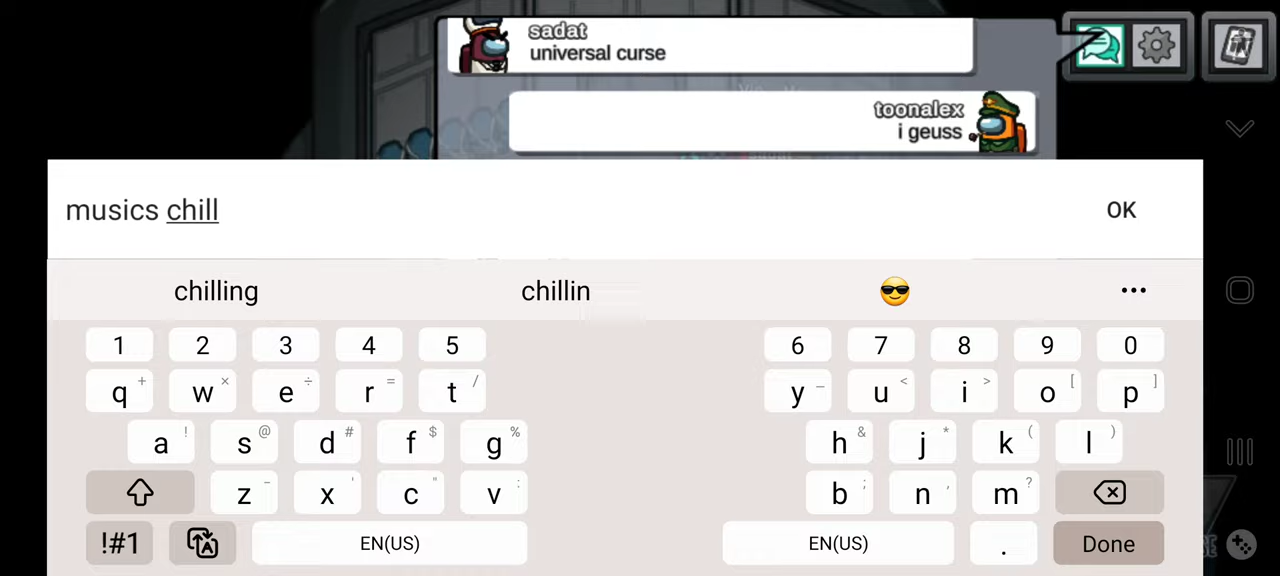 sadat
universal curse
toonalex
i geuss
musics chill
OK
chilling chillin 😎 •••
1 2 3 4 5 6 7 8 9 0
q + w × e ÷ r = t / y _ u < i > o [ p ]
a ! s @ d # f $ g % h & j * k ( l )
z - x ' c " v : b ; n , m ?
!#1 A EN(US) EN(US) . Done